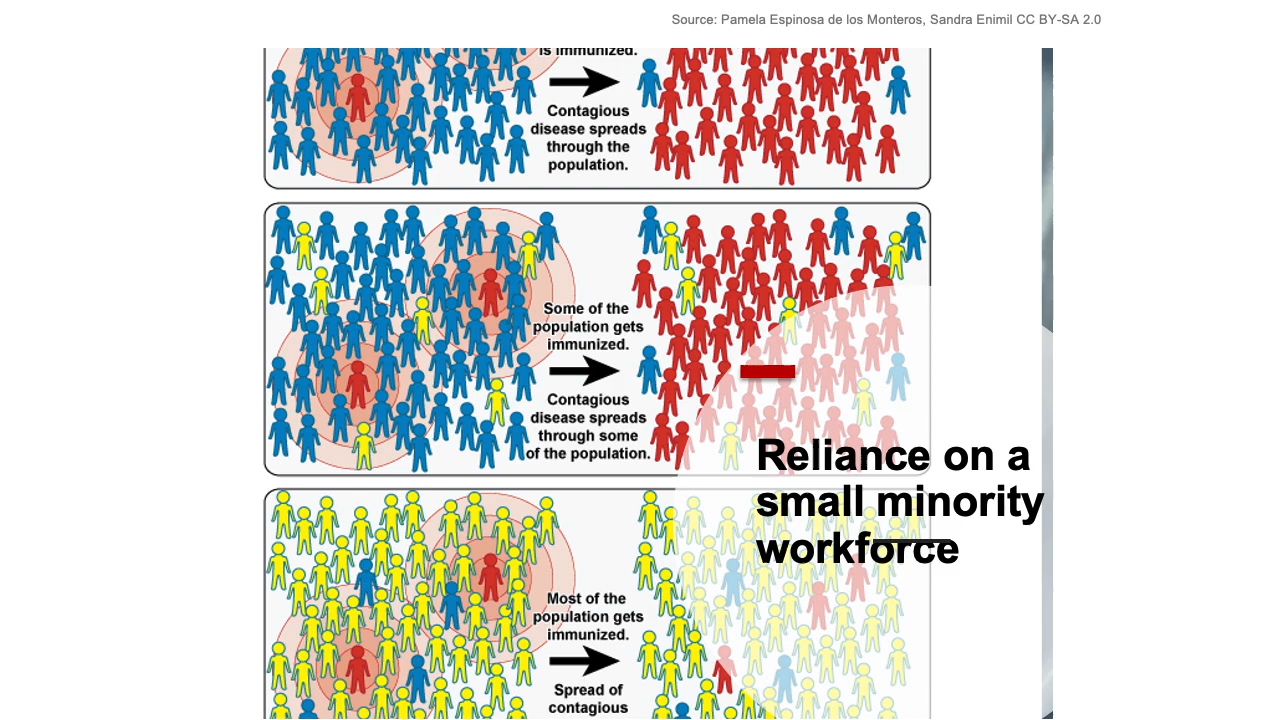 Source: Pamela Espinosa de los Monteros, Sandra Enimil CC BY-SA 2.0
is immunized.
Contagious
disease spreads
through the
population.
Some of the
population gets
immunized.
Contagious
disease spreads
through some
of the population.
Reliance on a
small minority
workforce
Most of the
population gets
immunized.
Spread of
contagious